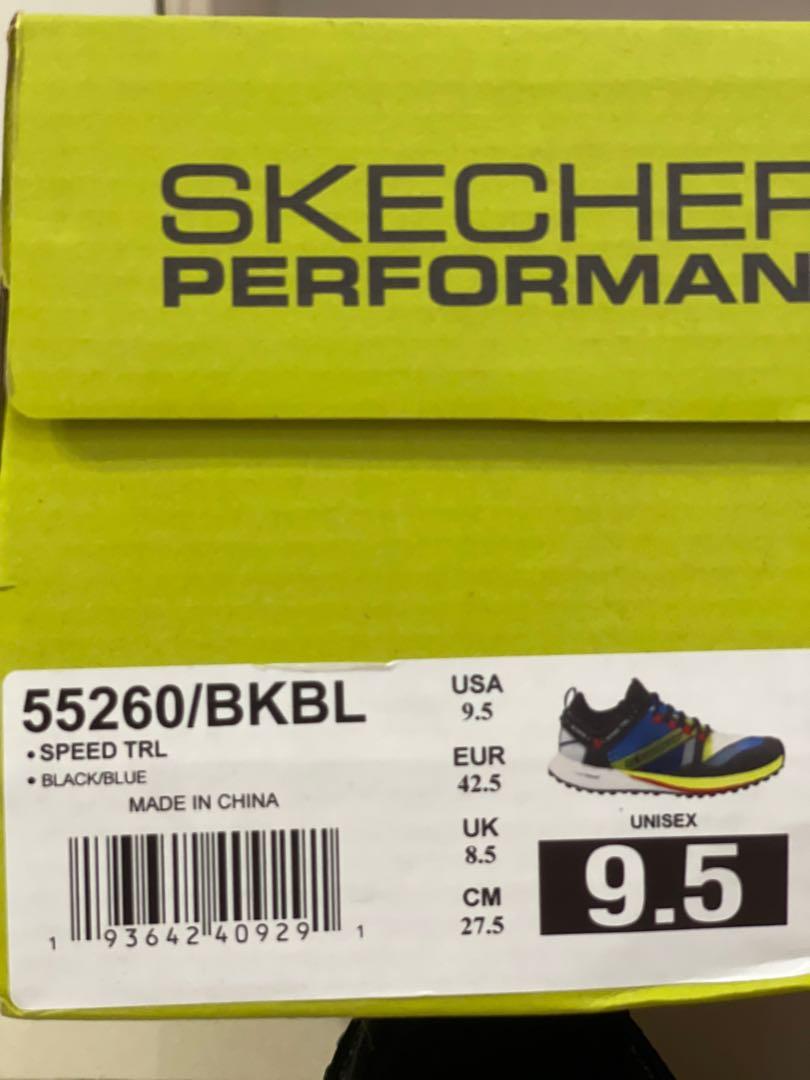 SKECHER
PERFORMAN
55260/BKBL
• SPEED TRL
• BLACK/BLUE
MADE IN CHINA
1 93642 40929 1
USA
9.5
EUR
42.5
UK
8.5
CM
27.5
UNISEX
9.5